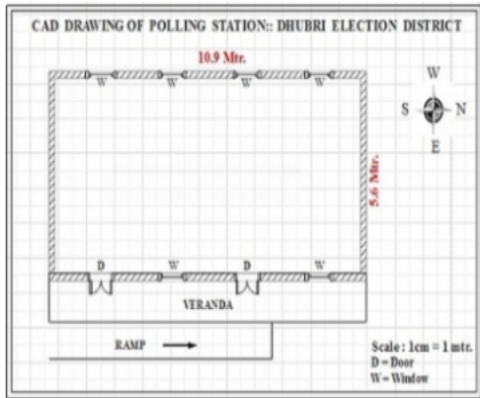 CAD DRAWING OF POLLING STATION:: DHUBRI ELECTION DISTRICT
10.9 Mtr.
W W W W
W
S N
E
5.6 Mtr.
D W D W
VERANDA
RAMP
Scale : 1cm = 1 mtr.
D = Door
W = Window